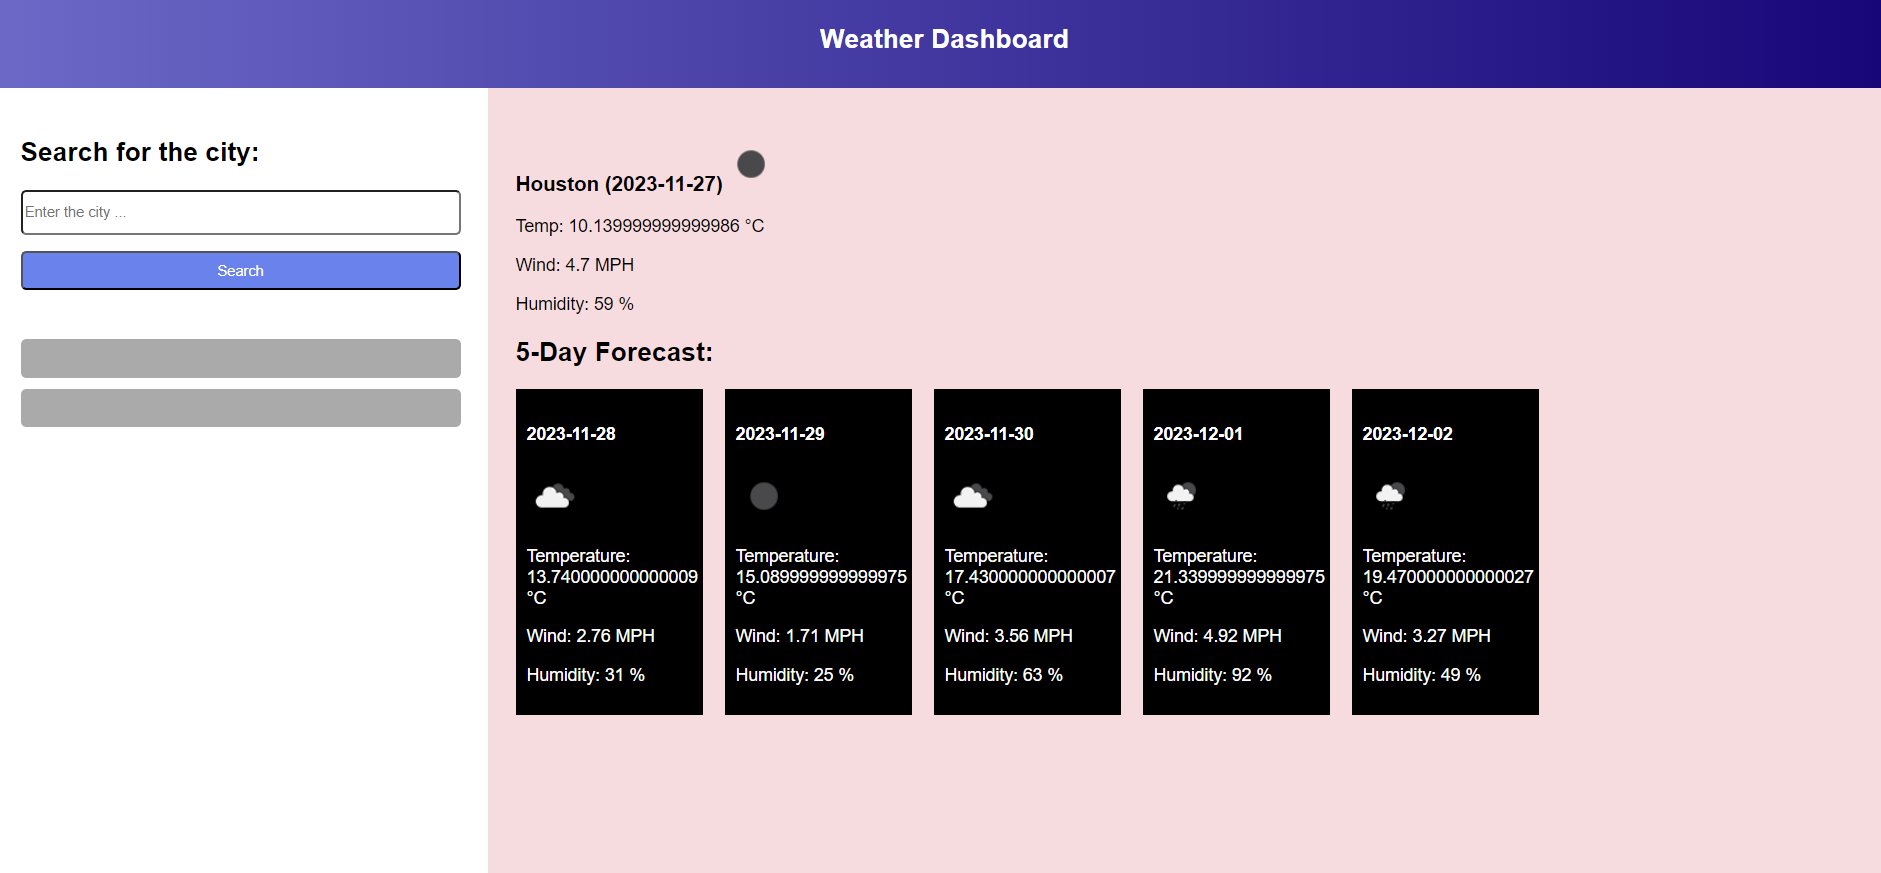 Weather Dashboard
Search for the city:
Enter the city ...
Search
Houston (2023-11-27)
Temp: 10.139999999999986 °C
Wind: 4.7 MPH
Humidity: 59 %
5-Day Forecast:
2023-11-28
Temperature:
13.740000000000009
°C
Wind: 2.76 MPH
Humidity: 31 %
2023-11-29
Temperature:
15.089999999999975
°C
Wind: 1.71 MPH
Humidity: 25 %
2023-11-30
Temperature:
17.430000000000007
°C
Wind: 3.56 MPH
Humidity: 63 %
2023-12-01
Temperature:
21.339999999999975
°C
Wind: 4.92 MPH
Humidity: 92 %
2023-12-02
Temperature:
19.470000000000027
°C
Wind: 3.27 MPH
Humidity: 49 %